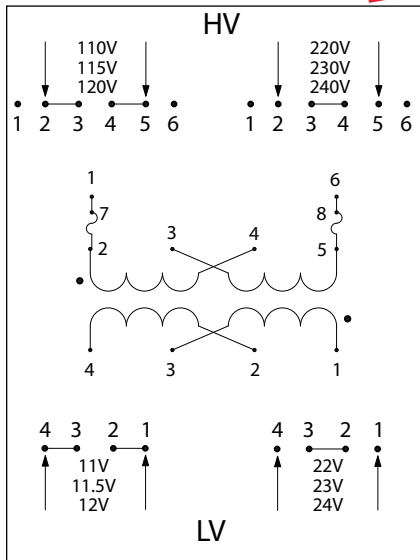 HV
110V 220V
115V 230V
120V 240V
1 2 3 4 5 6 1 2 3 4 5 6
1 6
7 8
3 4
2 5
4 3 2 1
4 3 2 1 4 3 2 1
11V 22V
11.5V 23V
12V 24V
LV